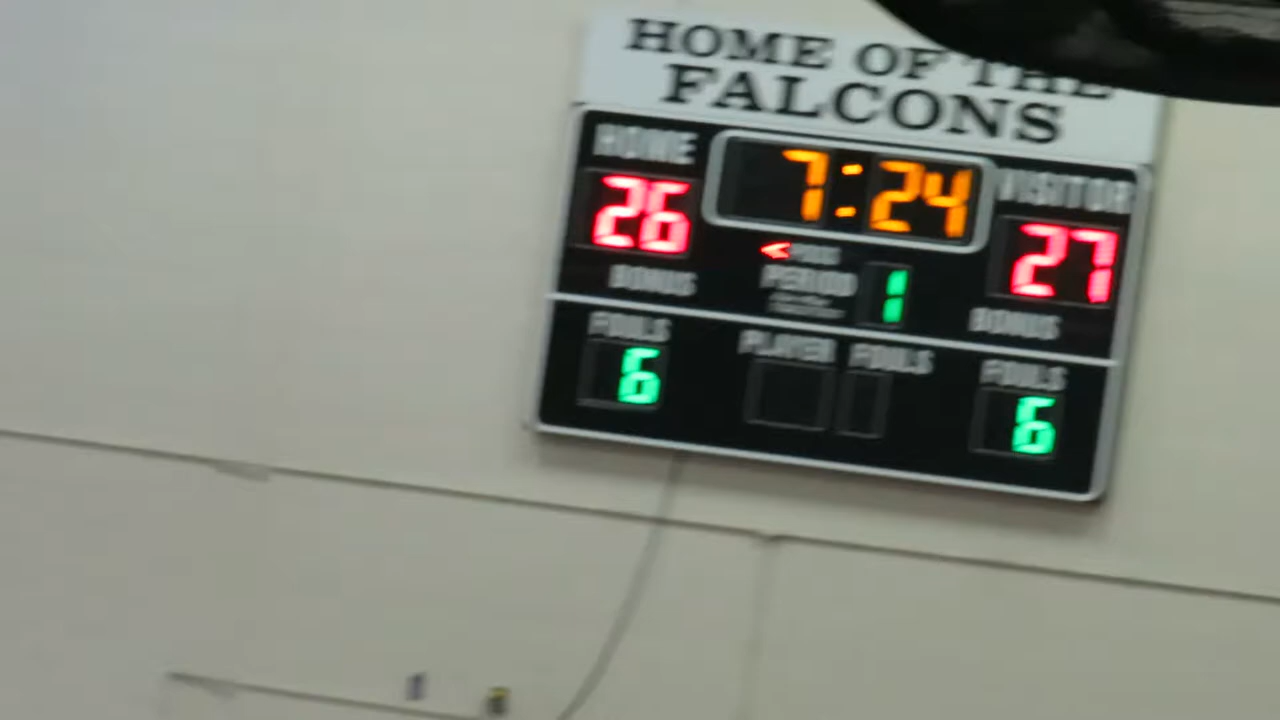 HOME OF THE
FALCONS
HOME
7:24
VISITOR
26
27
< POSS
PERIOD
1
BONUS
BONUS
FOULS
PLAYER
FOULS
FOULS
6
6